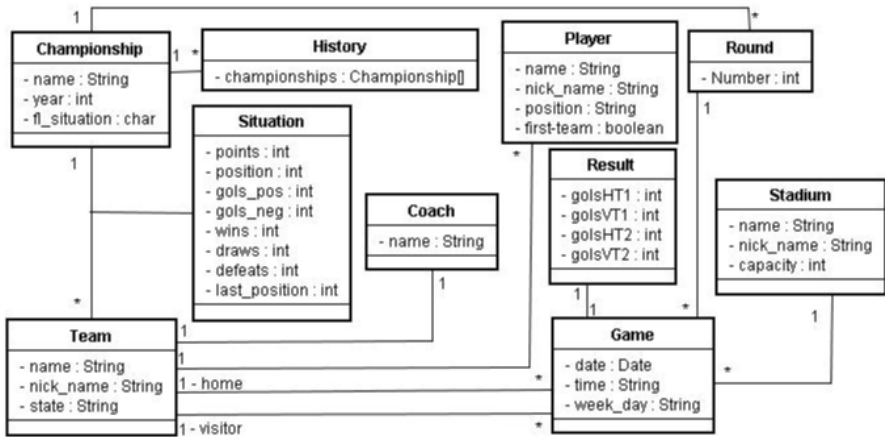 1
*
Championship
- name : String
- year : int
- fl_situation : char
1
*
History
- championships : Championship[]
Player
- name : String
- nick_name : String
- position : String
- first-team : boolean
Round
- Number : int
1
1
*
Situation
- points : int
- position : int
- gols_pos : int
- gols_neg : int
- wins : int
- draws : int
- defeats : int
- last_position : int
Coach
- name : String
1
Result
- golsHT1 : int
- golsVT1 : int
- golsHT2 : int
- golsVT2 : int
1
1
Stadium
- name : String
- nick_name : String
- capacity : int
1
*
*
Team
- name : String
- nick_name : String
- state : String
1
1
1 - home
*
1 - visitor
*
Game
- date : Date
- time : String
- week_day : String
*